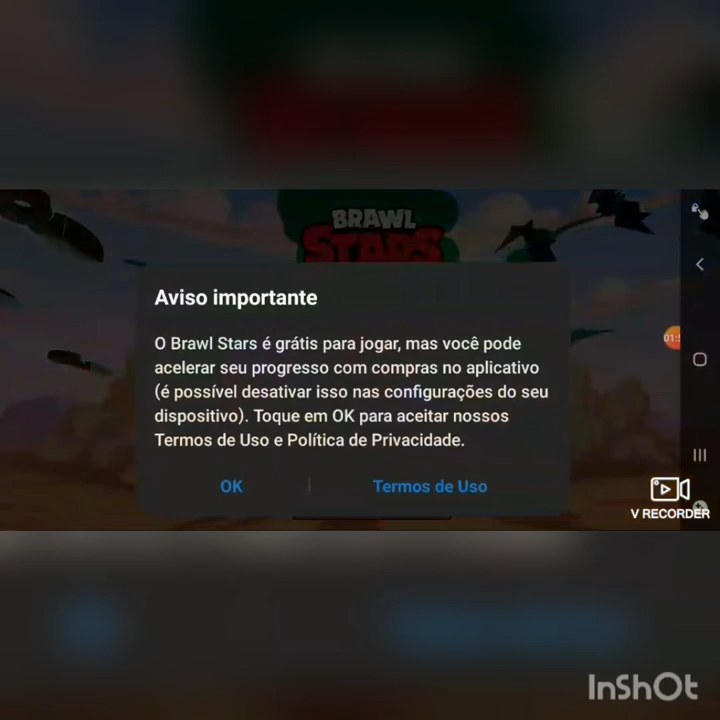 BRAWL
STARS
Aviso importante
O Brawl Stars é grátis para jogar, mas você pode
acelerar seu progresso com compras no aplicativo
(é possível desativar isso nas configurações do seu
dispositivo). Toque em OK para aceitar nossos
Termos de Uso e Política de Privacidade.
OK
Termos de Uso
V RECORDER
InShOt